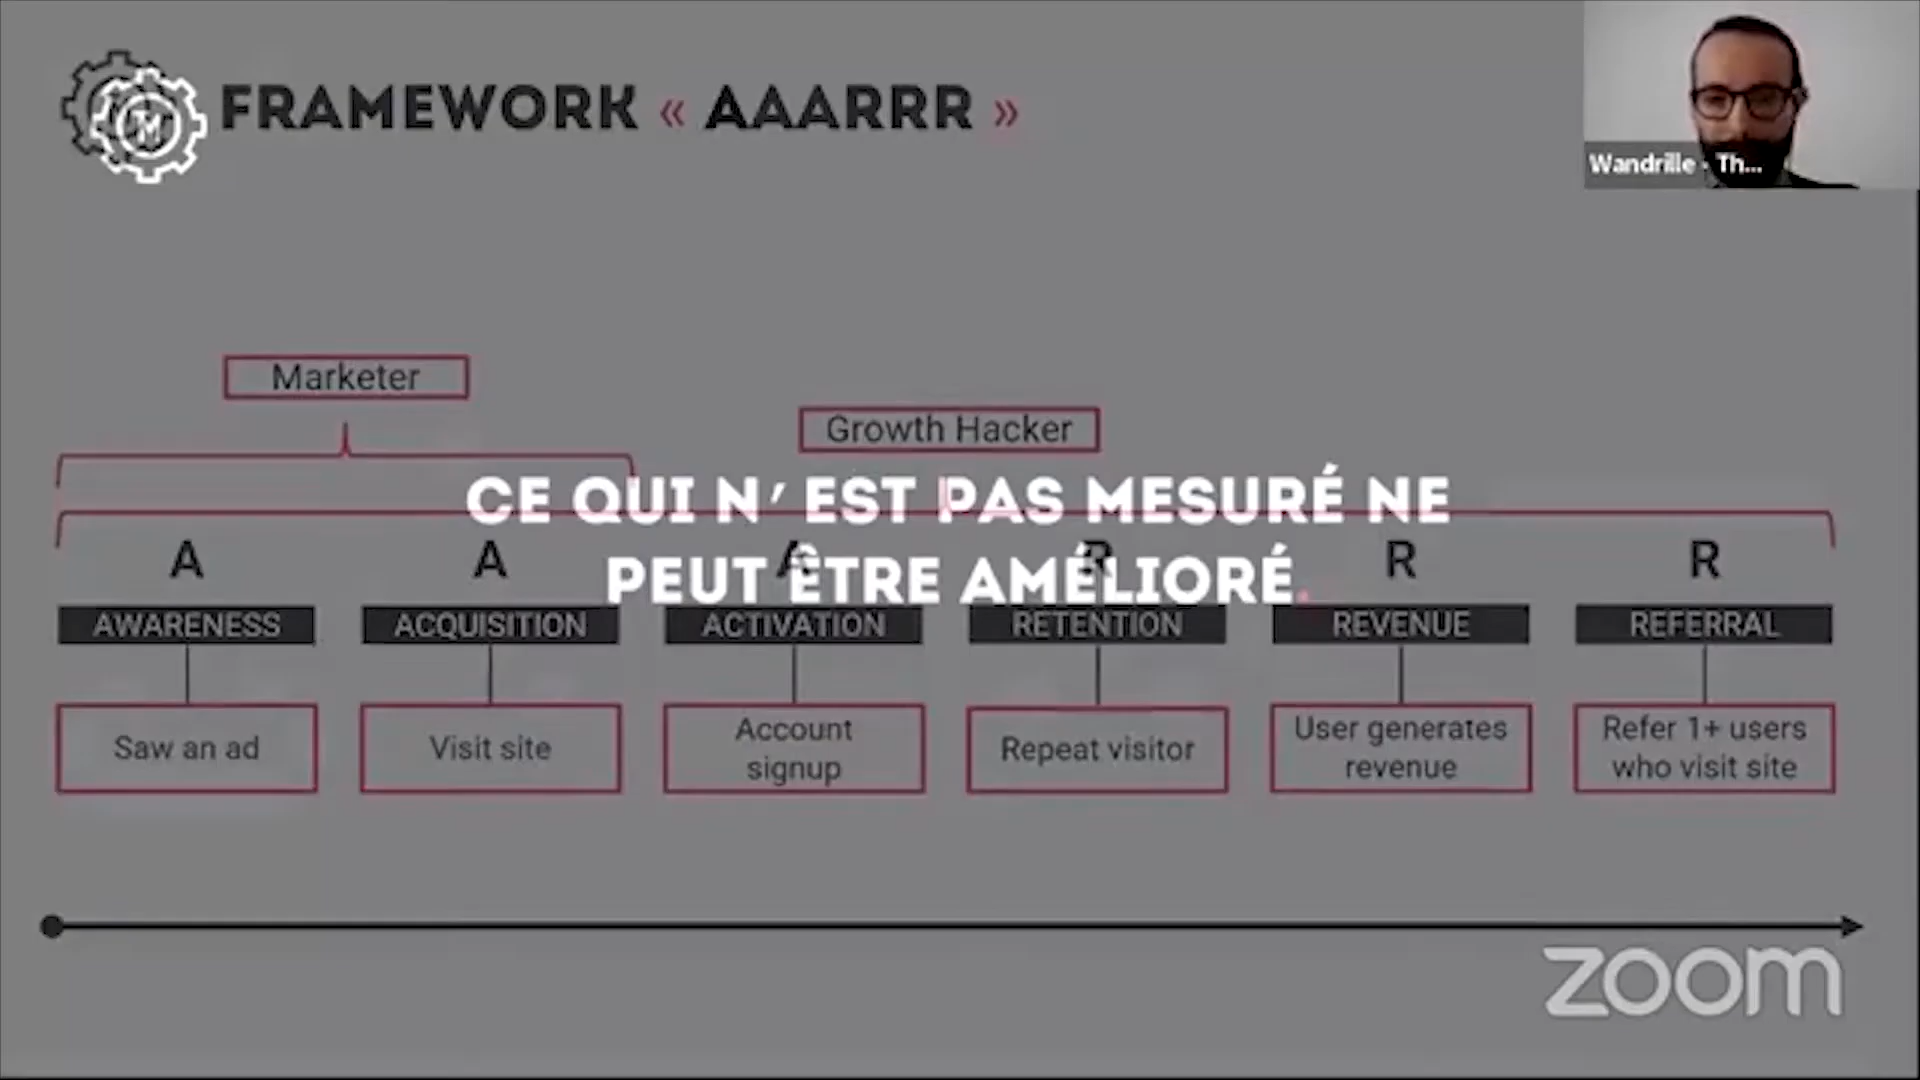 FRAMEWORK « AAARRR »
Wandrille - Th...
Marketer
Growth Hacker
CE QUI N' EST PAS MESURÉ NE
PEUT ÊTRE AMÉLIORÉ.
A A A R R R
AWARENESS ACQUISITION ACTIVATION RETENTION REVENUE REFERRAL
Saw an ad
Visit site
Account
signup
Repeat visitor
User generates
revenue
Refer 1+ users
who visit site
zoom